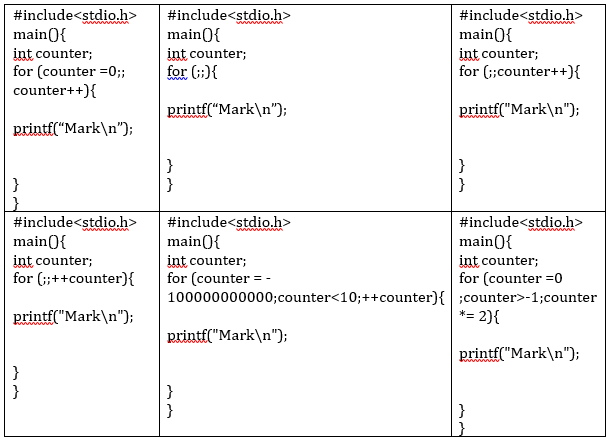 #include<stdio.h>
main(){
int counter;
for (counter =0;;
counter++){
printf(“Mark\n”);
}
}
#include<stdio.h>
main(){
int counter;
for (;;){
printf(“Mark\n”);
}
}
#include<stdio.h>
main(){
int counter;
for (;;counter++){
printf("Mark\n");
}
}
#include<stdio.h>
main(){
int counter;
for (;;++counter){
printf("Mark\n");
}
}
#include<stdio.h>
main(){
int counter;
for (counter = -
100000000000;counter<10;++counter){
printf("Mark\n");
}
}
#include<stdio.h>
main(){
int counter;
for (counter =0
;counter>-1;counter
*= 2){
printf("Mark\n");
}
}